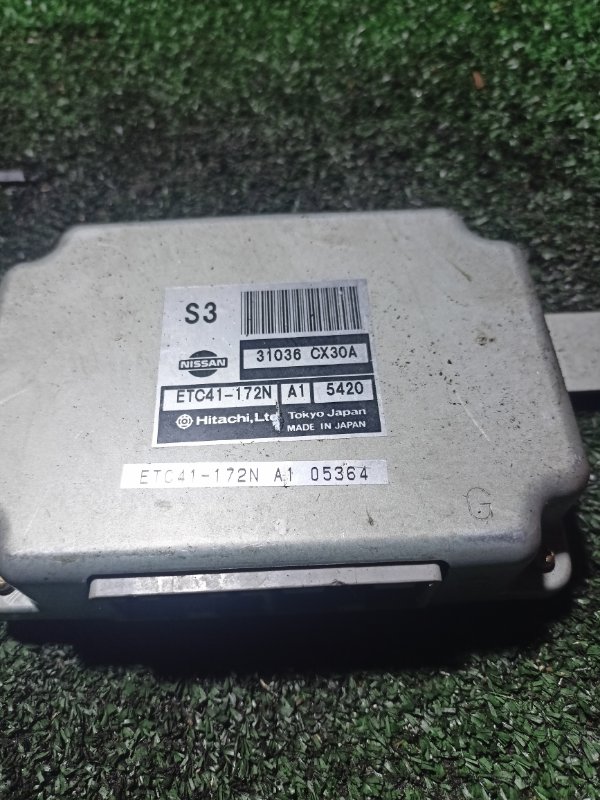 S3
NISSAN
31036 CX30A
ETC41-172N A1 5420
Hitachi, Ltd. Tokyo Japan
MADE IN JAPAN
ETC41-172N A1 05364
G